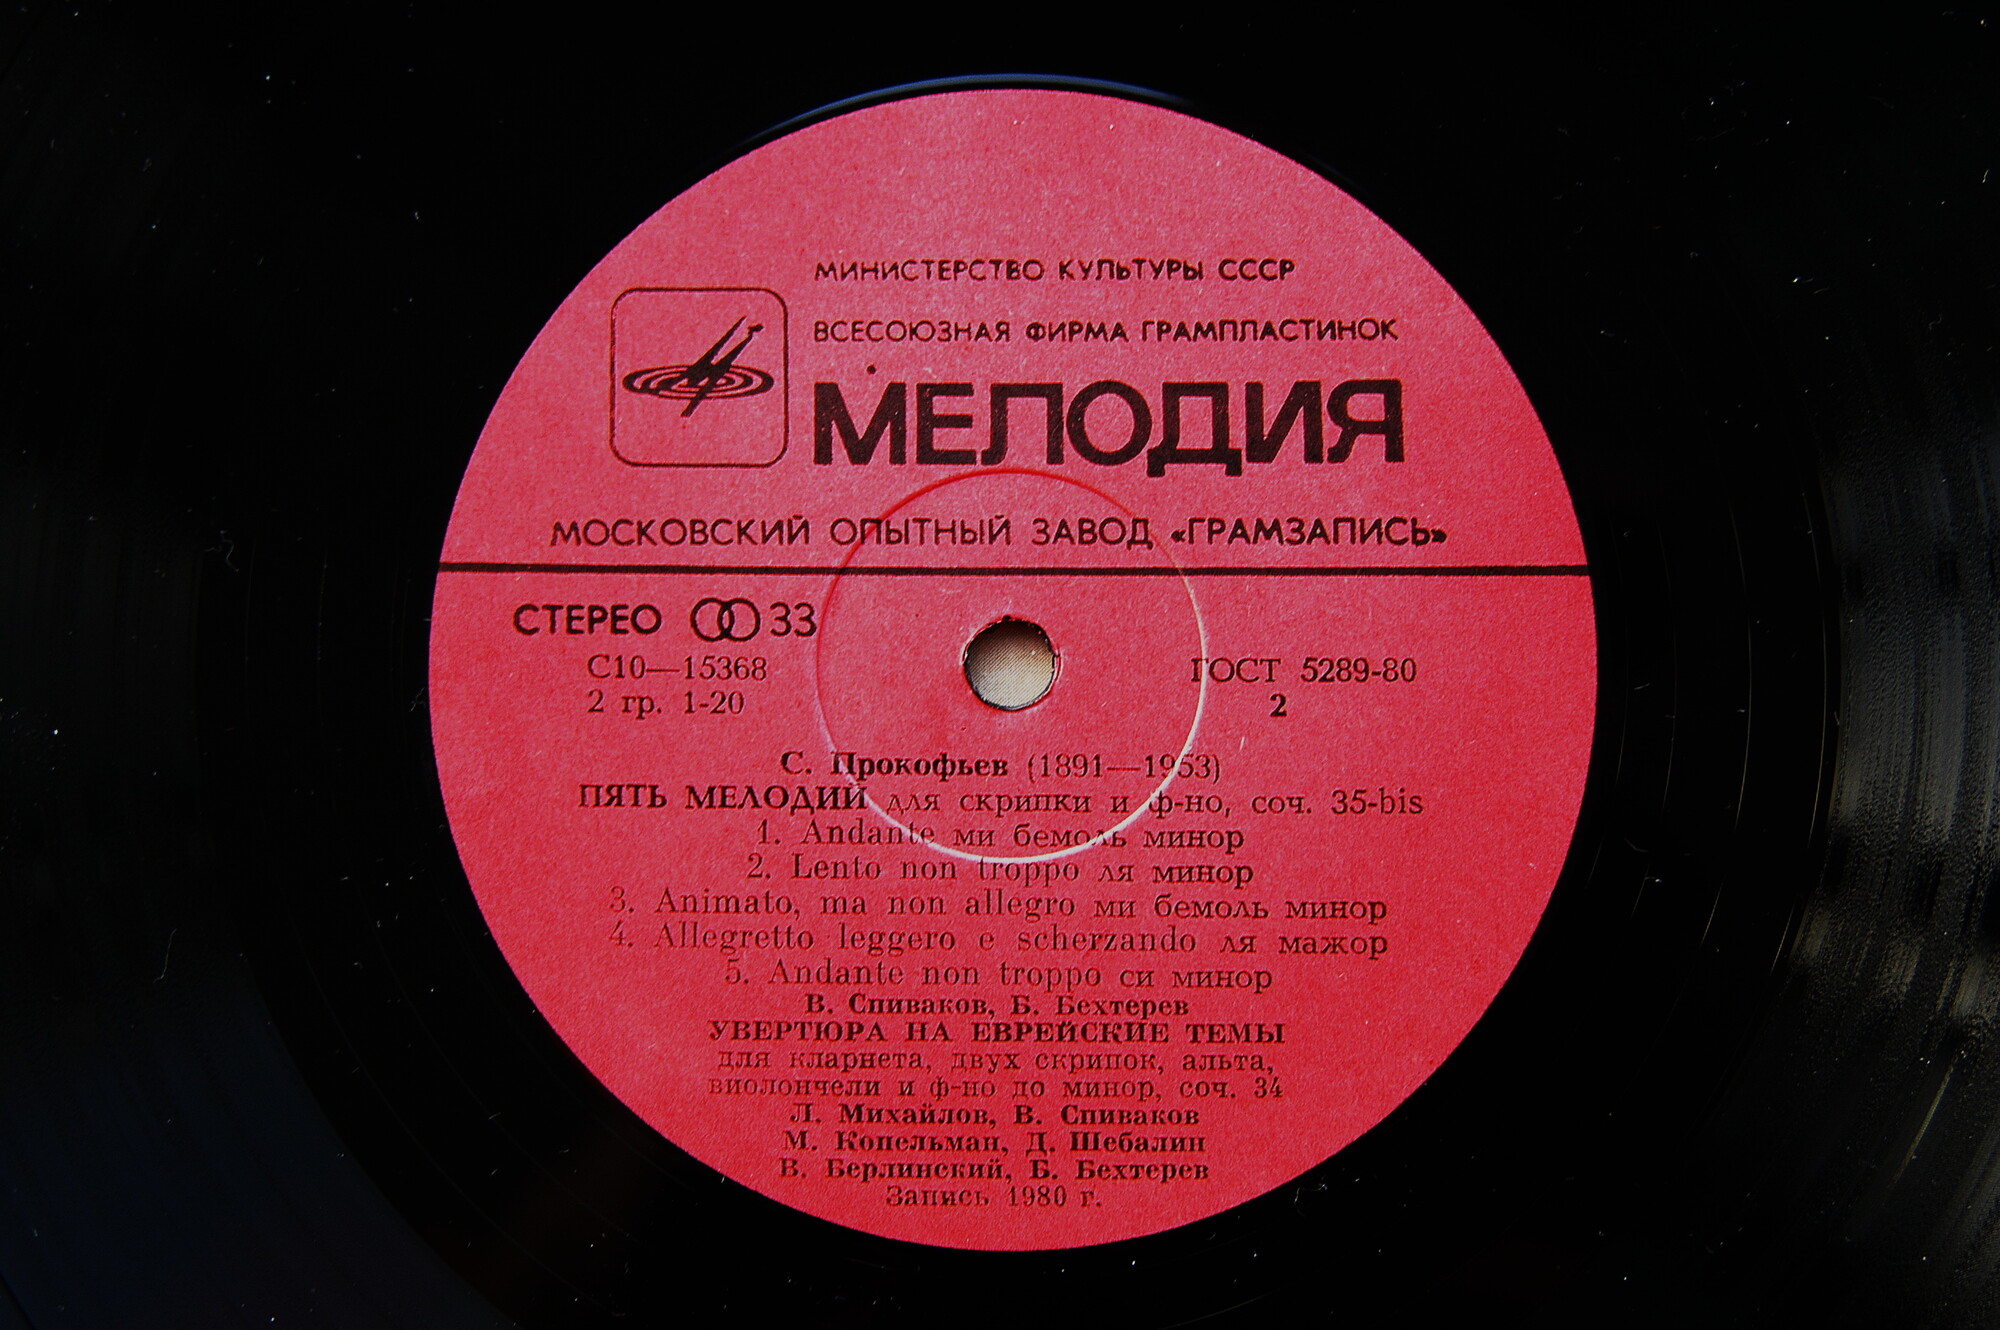 МИНИСТЕРСТВО КУЛЬТУРЫ СССР
ВСЕСОЮЗНАЯ ФИРМА ГРАМПЛАСТИНОК
МЕЛОДИЯ
МОСКОВСКИЙ ОПЫТНЫЙ ЗАВОД «ГРАМЗАПИСЬ»
СТЕРЕО 33
С10—15368
2 гр. 1-20
ГОСТ 5289-80
2
С. Прокофьев (1891—1953)
ПЯТЬ МЕЛОДИЙ для скрипки и ф-но, соч. 35-bis
1. Andante ми бемоль минор
2. Lento non troppo ля минор
3. Animato, ma non allegro ми бемоль минор
4. Allegretto leggero e scherzando ля мажор
5. Andante non troppo си минор
В. Спиваков, Б. Бехтерев
УВЕРТЮРА НА ЕВРЕЙСКИЕ ТЕМЫ
для кларнета, двух скрипок, альта,
виолончели и ф-но до минор, соч. 34
Л. Михайлов, В. Спиваков
М. Копельман, Д. Шебалин
В. Берлинский, Б. Бехтерев
Запись 1980 г.